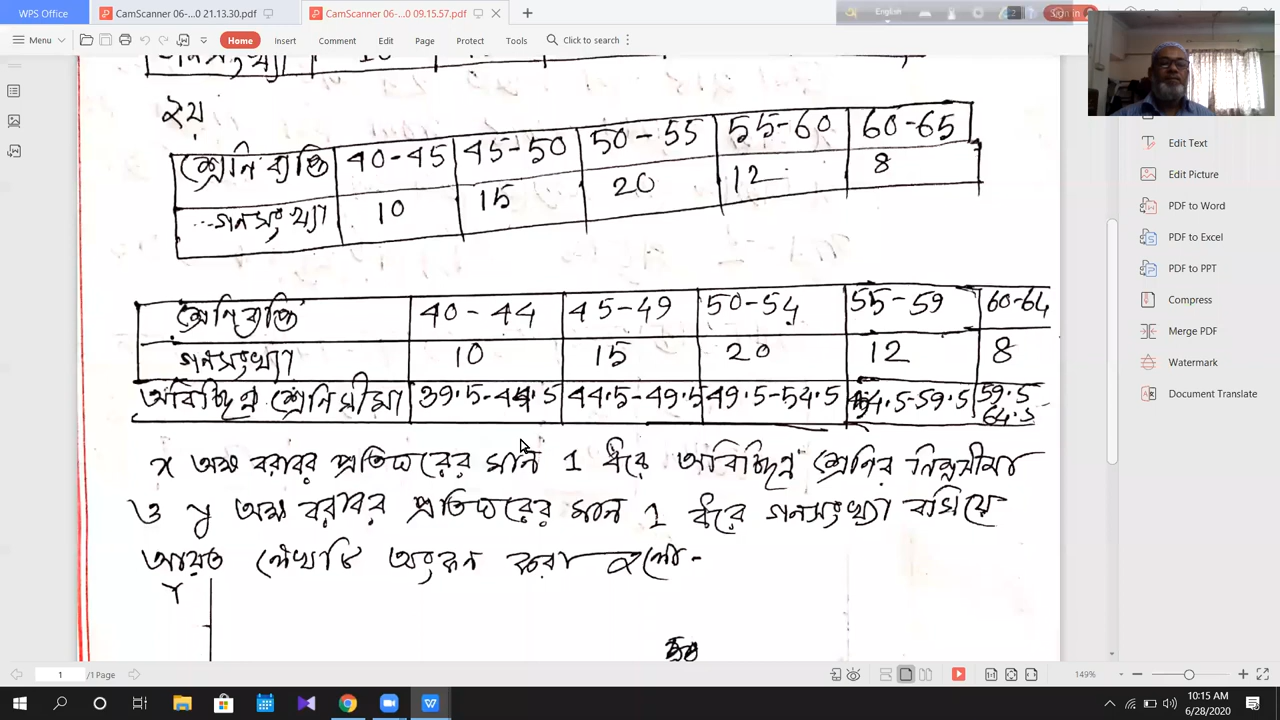 WPS Office
CamScanner 06-...0 21.13.30.pdf
CamScanner 06-...0 09.15.57.pdf
English
Sign in
Menu
Home Insert Comment Edit Page Protect Tools Click to search
২য়
শ্রেনি ব্যাপ্তি 40-45 45-50 50-55 55-60 60-65
গনসংখ্যা 10 15 20 12 8
শ্রেনিব্যাপ্তি 40-44 45-49 50-54 55-59 60-64
গনসংখ্যা 10 15 20 12 8
অবিচ্ছিন্ন শ্রেনিসীমা 39.5-44.5 44.5-49.5 49.5-54.5 54.5-59.5 59.5 64.5
x অক্ষ বরাবর প্রতিঘরের মান 1 ধরে অবিচ্ছিন্ন শ্রেনির নিম্নসীমা
ও y অক্ষ বরাবর প্রতিঘরের মান 1 ধরে গনসংখ্যা বসিয়ে
আয়ত লেখটি অংকন করা হলো-
Y
Edit Text
Edit Picture
PDF to Word
PDF to Excel
PDF to PPT
Compress
Merge PDF
Watermark
Document Translate
1 /1 Page
149%
10:15 AM
6/28/2020